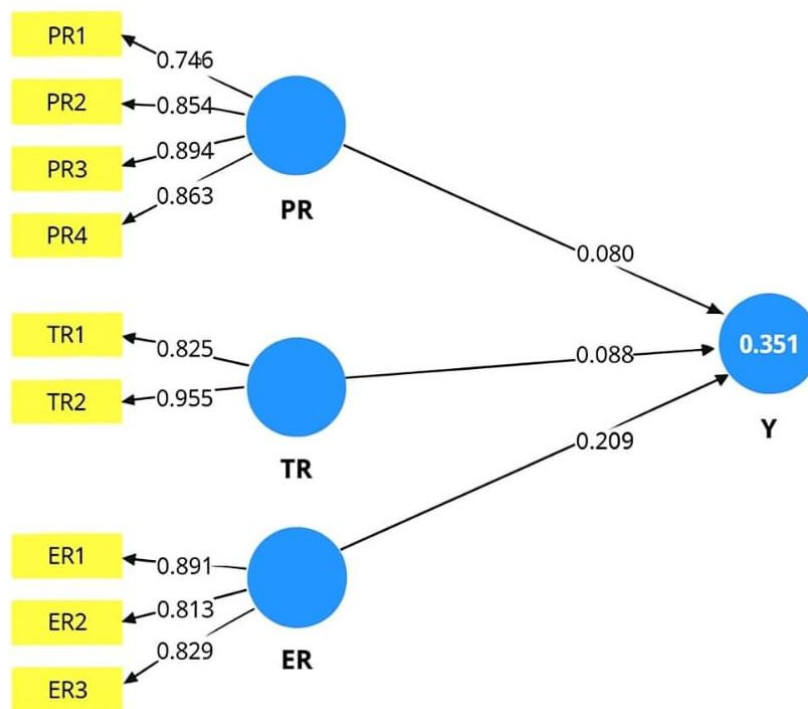 PR1
0.746
PR2
0.854
PR3
0.894
PR4
0.863
PR
0.080
TR1
0.825
TR2
0.955
TR
0.088
0.351
Y
0.209
ER1
0.891
ER2
0.813
ER3
0.829
ER